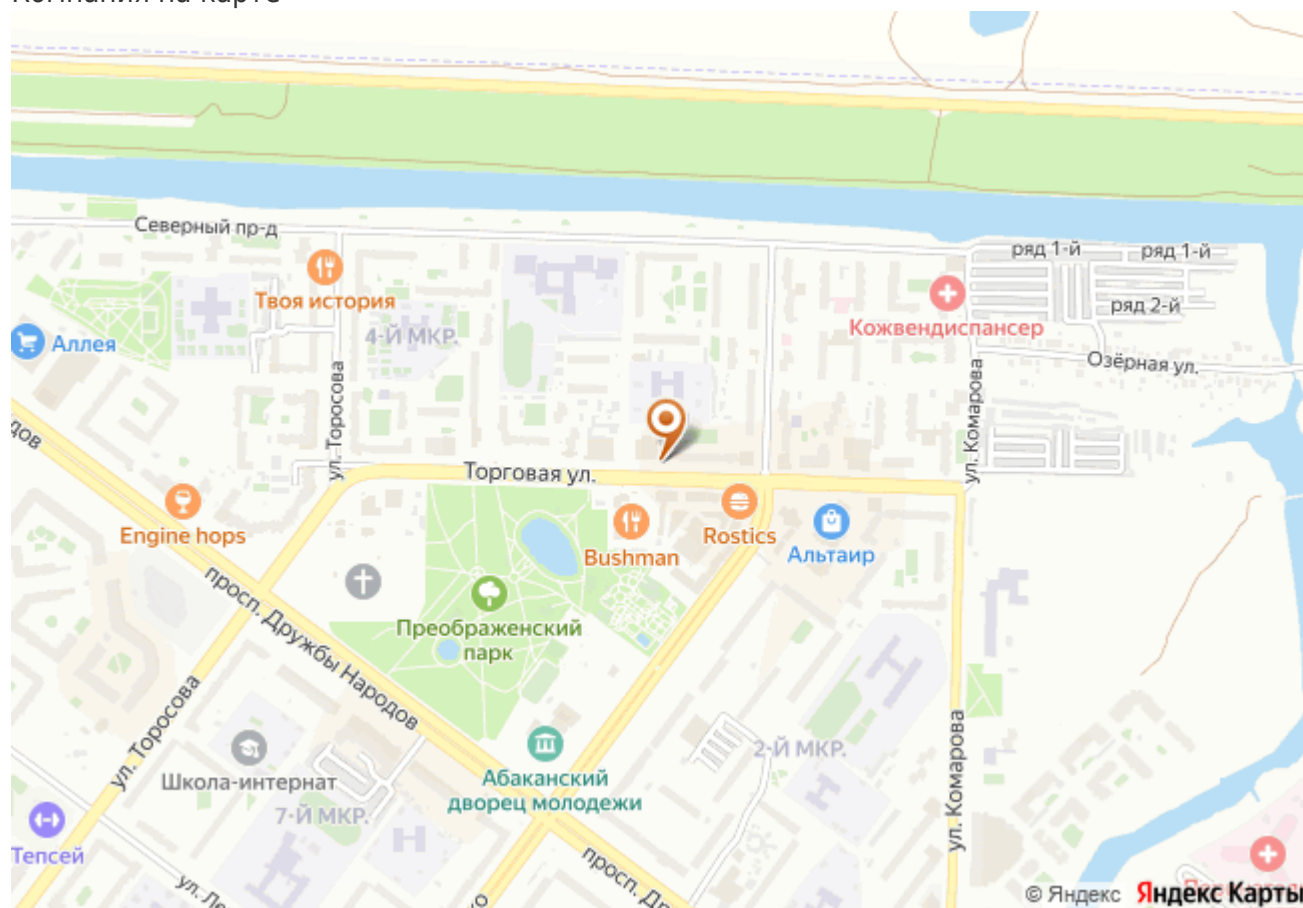 Северный пр-д
ряд 1-й
ряд 1-й
Твоя история
ряд 2-й
Кожвендиспансер
4-Й МКР.
Аллея
Озёрная ул.
ул. Торосова
ул. Комарова
Торговая ул.
Engine hops
Bushman
Rostics
Альтаир
просп. Дружбы Народов
Преображенский
парк
ул. Торосова
ул. Комарова
2-Й МКР.
Школа-интернат
Абаканский
дворец молодежи
7-Й МКР.
Тепсей
© Яндекс Яндекс Карты